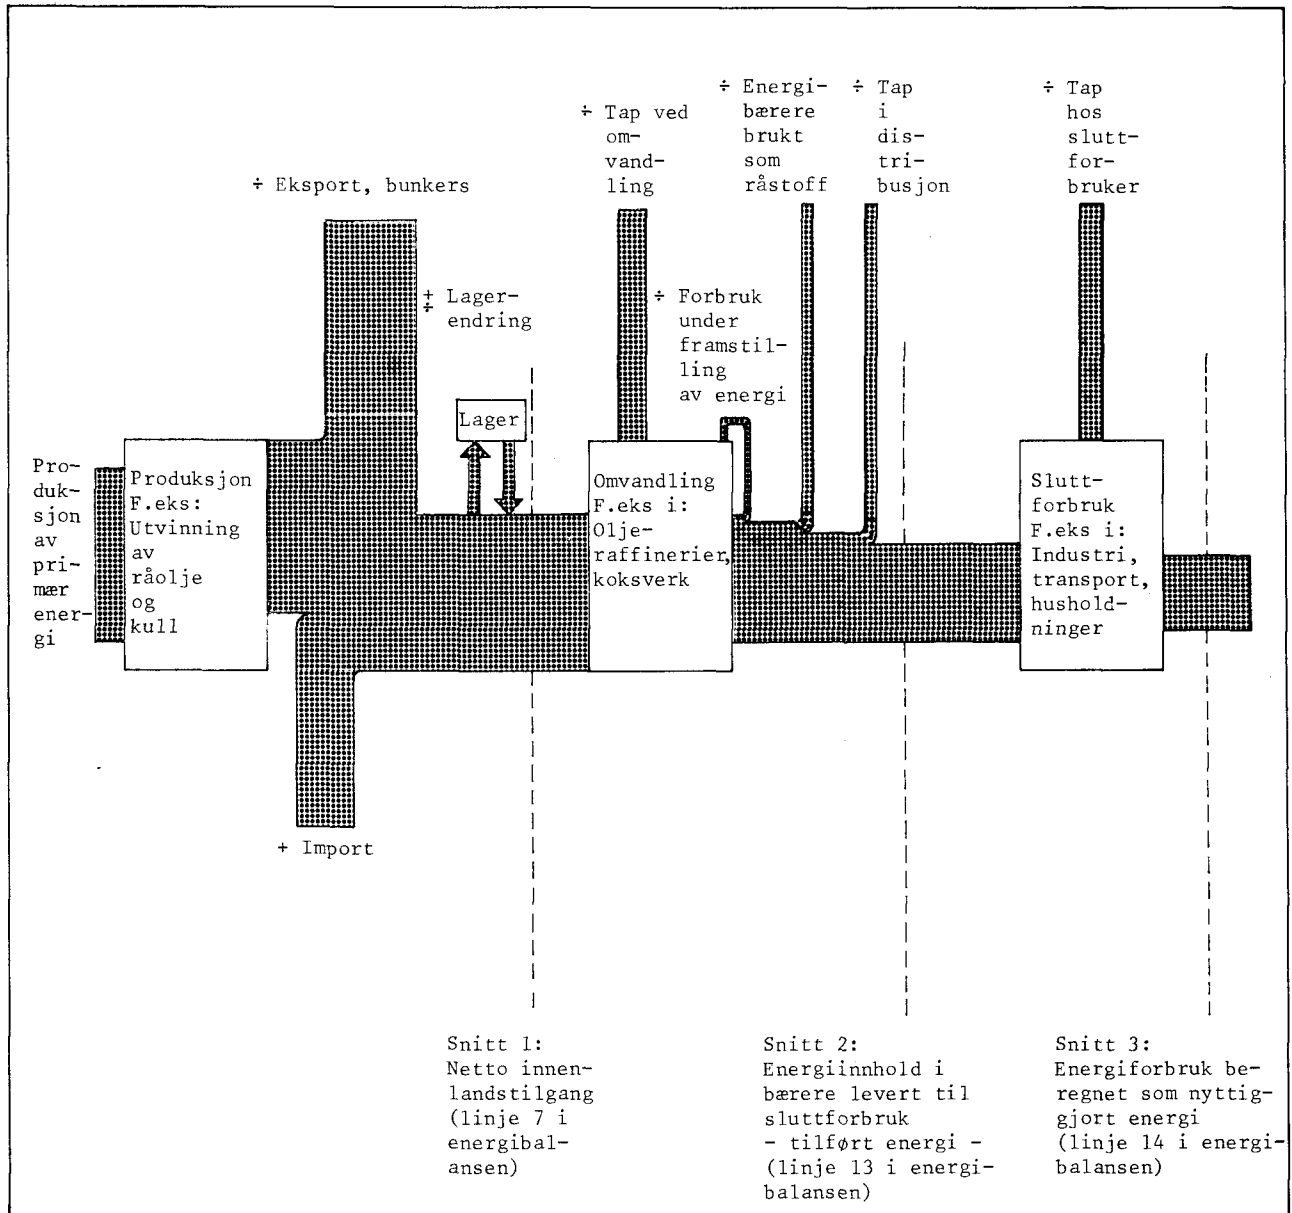 ÷ Eksport, bunkers
÷ Tap ved
om-
vand-
ling
÷ Energi-
bærere
brukt
som
råstoff
÷ Tap
i
dis-
tri-
busjon
÷ Tap
hos
slutt-
for-
bruker
+
÷ Lager-
endring
÷ Forbruk
under
framstil-
ling
av energi
Lager
Pro-
duk-
sjon
av
pri-
mær
ener-
gi
Produksjon
F.eks:
Utvinning
av
råolje
og
kull
Omvandling
F.eks i:
Olje-
raffinerier,
koksverk
Slutt-
forbruk
F.eks i:
Industri,
transport,
hushold-
ninger
+ Import
Snitt 1:
Netto innen-
landstilgang
(linje 7 i
energibal-
ansen)
Snitt 2:
Energiinnhold i
bærere levert til
sluttforbruk
- tilført energi -
(linje 13 i energi-
balansen)
Snitt 3:
Energiforbruk be-
regnet som nyttig-
gjort energi
(linje 14 i energi-
balansen)